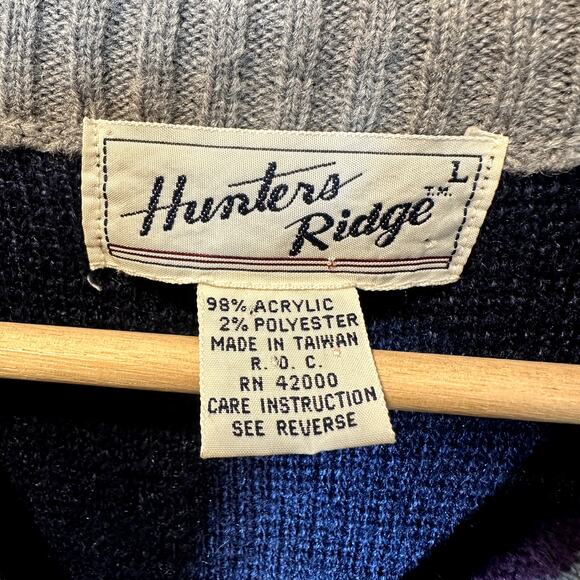 Hunters
Ridge
T.M.
L
98% ACRYLIC
2% POLYESTER
MADE IN TAIWAN
R. O. C.
RN 42000
CARE INSTRUCTION
SEE REVERSE